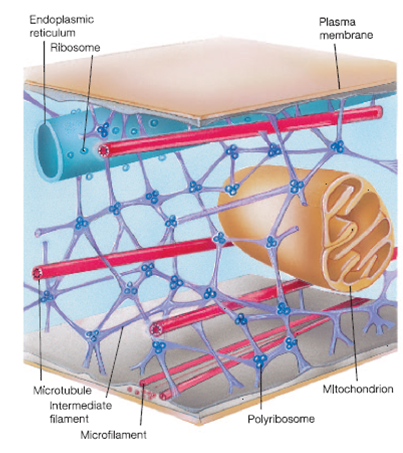 Endoplasmic
reticulum
Ribosome
Plasma
membrane
Microtubule
Intermediate
filament
Microfilament
Polyribosome
Mitochondrion